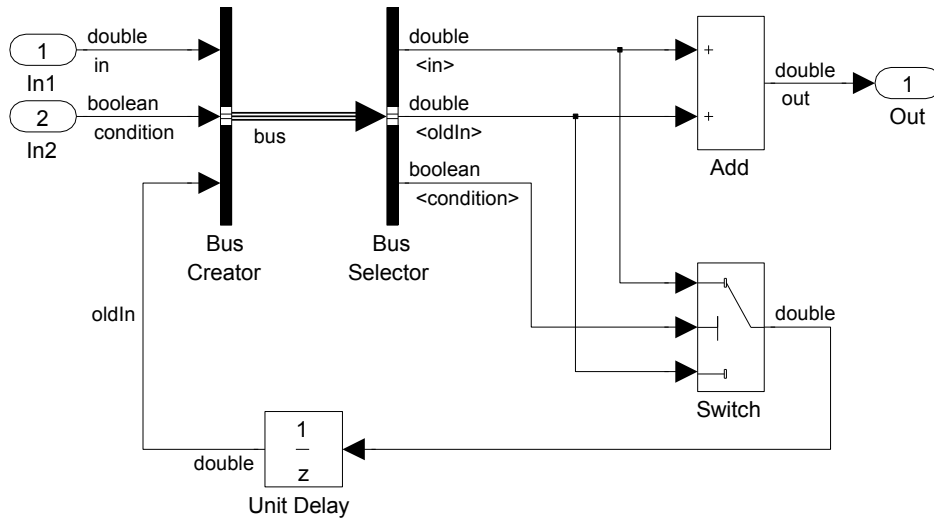 double
1
in
In1
boolean
2
condition
In2
bus
Bus
Creator
double
<in>
double
<oldIn>
boolean
<condition>
Bus
Selector
+
+
Add
double
out
1
Out
oldIn
double
Switch
1
z
double
Unit Delay